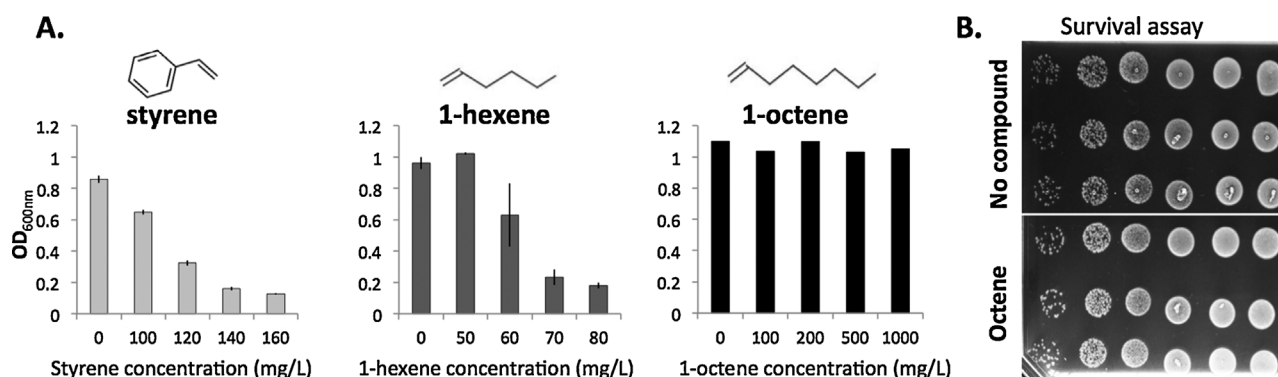 A.
styrene
1.2
1
0.8
0.6
0.4
0.2
0
OD600nm
0 100 120 140 160
Styrene concentration (mg/L)
1-hexene
1.2
1
0.8
0.6
0.4
0.2
0
0 50 60 70 80
1-hexene concentration (mg/L)
1-octene
1.2
1
0.8
0.6
0.4
0.2
0
0 100 200 500 1000
1-octene concentration (mg/L)
B.
Survival assay
No compound
Octene